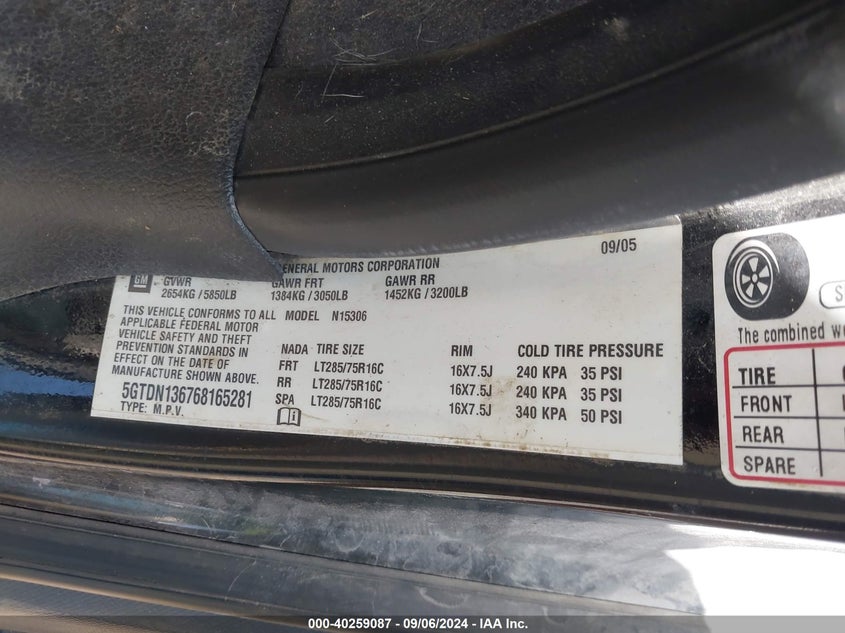 GENERAL MOTORS CORPORATION 09/05
GM GVWR GAWR FRT GAWR RR
2654KG / 5850LB 1384KG / 3050LB 1452KG / 3200LB
THIS VEHICLE CONFORMS TO ALL MODEL N15306
APPLICABLE FEDERAL MOTOR
VEHICLE SAFETY AND THEFT
PREVENTION STANDARDS IN
EFFECT ON THE DATE OF
MANUFACTURE SHOWN ABOVE.
5GTDN136768165281
TYPE: M.P.V.
NADA TIRE SIZE RIM COLD TIRE PRESSURE
FRT LT285/75R16C 16X7.5J 240 KPA 35 PSI
RR LT285/75R16C 16X7.5J 240 KPA 35 PSI
SPA LT285/75R16C 16X7.5J 340 KPA 50 PSI
The combined
TIRE
FRONT
REAR
SPARE
000-40259087 - 09/06/2024 - IAA Inc.